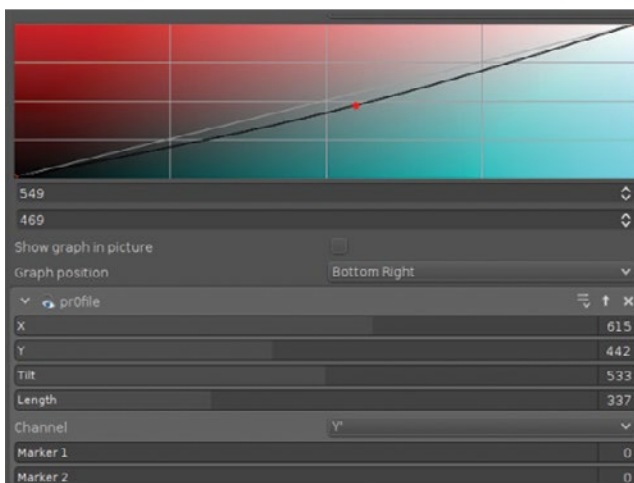 549
469
Show graph in picture
Graph position Bottom Right
pr0file
X 615
Y 442
Tilt 533
Length 337
Channel Y'
Marker 1 0
Marker 2 0